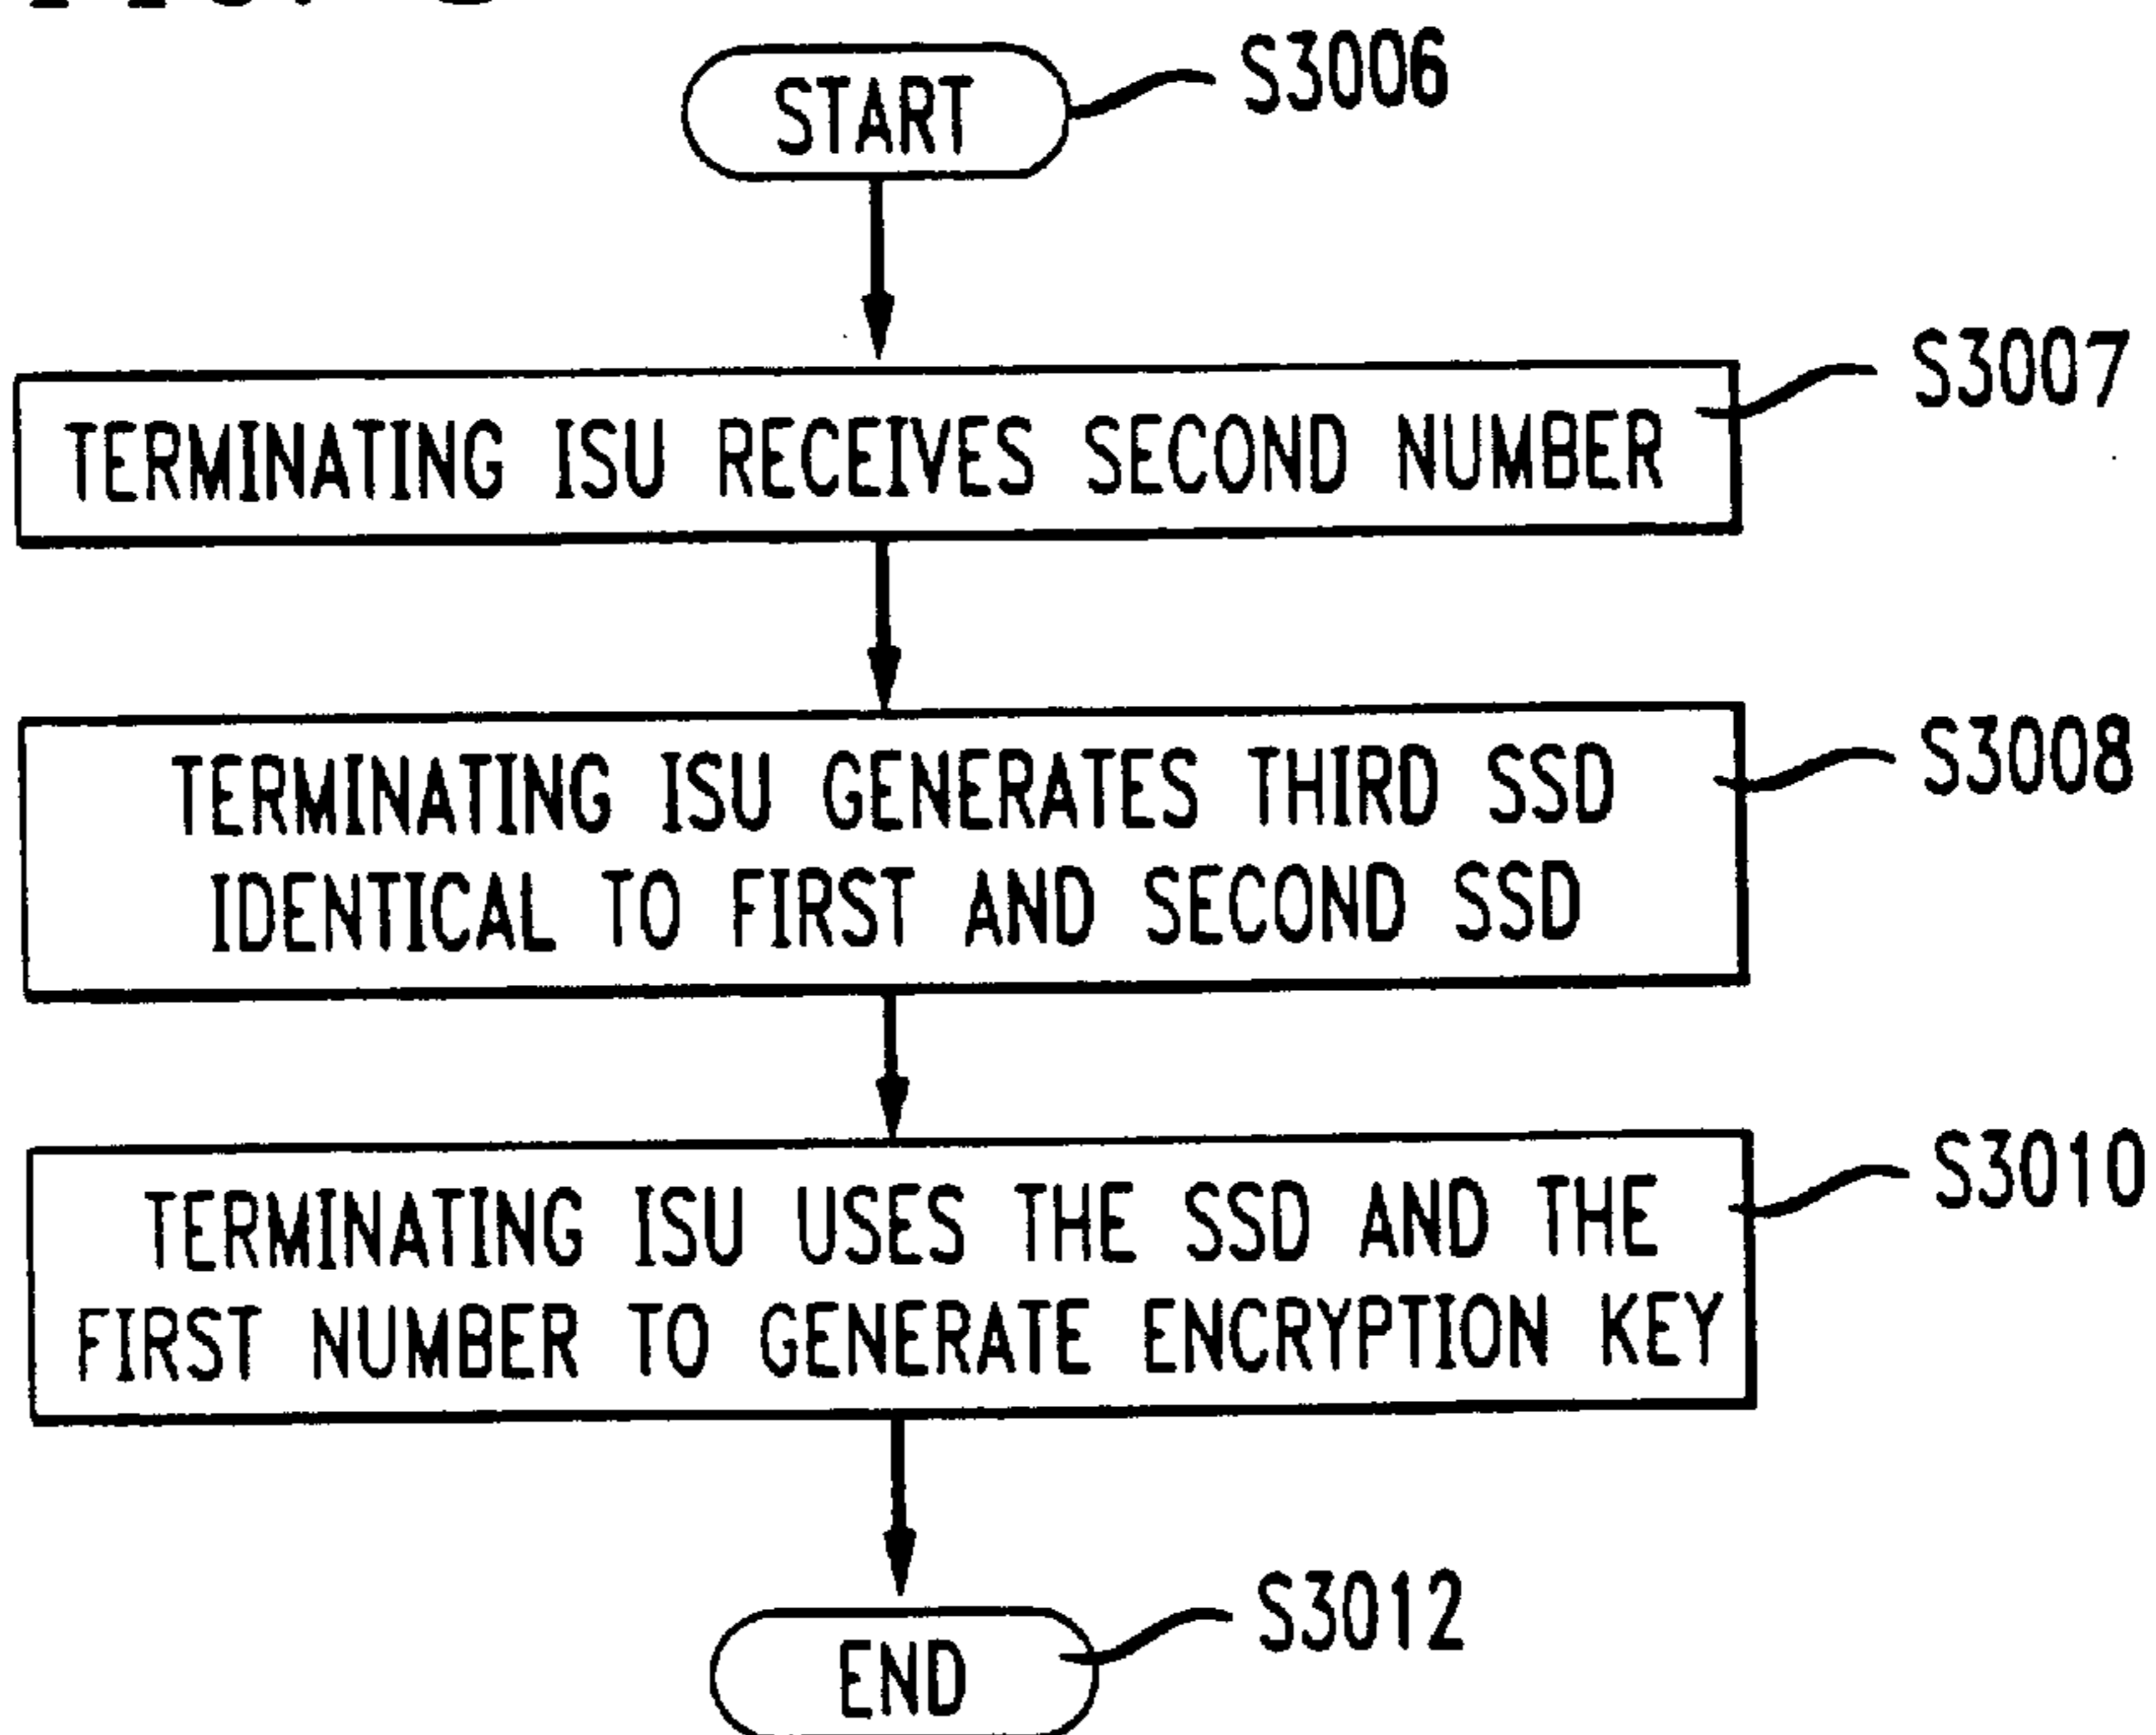 START
S3006
TERMINATING ISU RECEIVES SECOND NUMBER
S3007
TERMINATING ISU GENERATES THIRD SSD
IDENTICAL TO FIRST AND SECOND SSD
S3008
TERMINATING ISU USES THE SSD AND THE
FIRST NUMBER TO GENERATE ENCRYPTION KEY
S3010
END
S3012